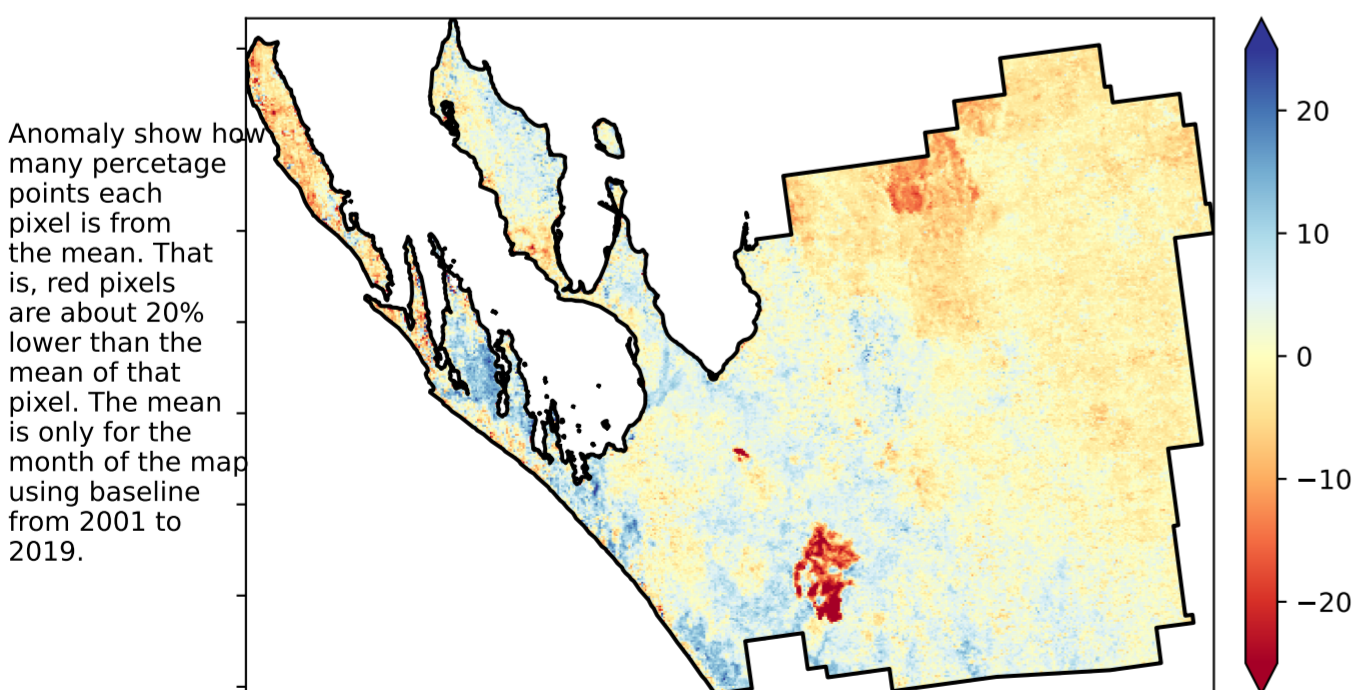 Anomaly show how
many percetage
points each
pixel is from
the mean. That
is, red pixels
are about 20%
lower than the
mean of that
pixel. The mean
is only for the
month of the map
using baseline
from 2001 to
2019.
20
10
0
−10
−20